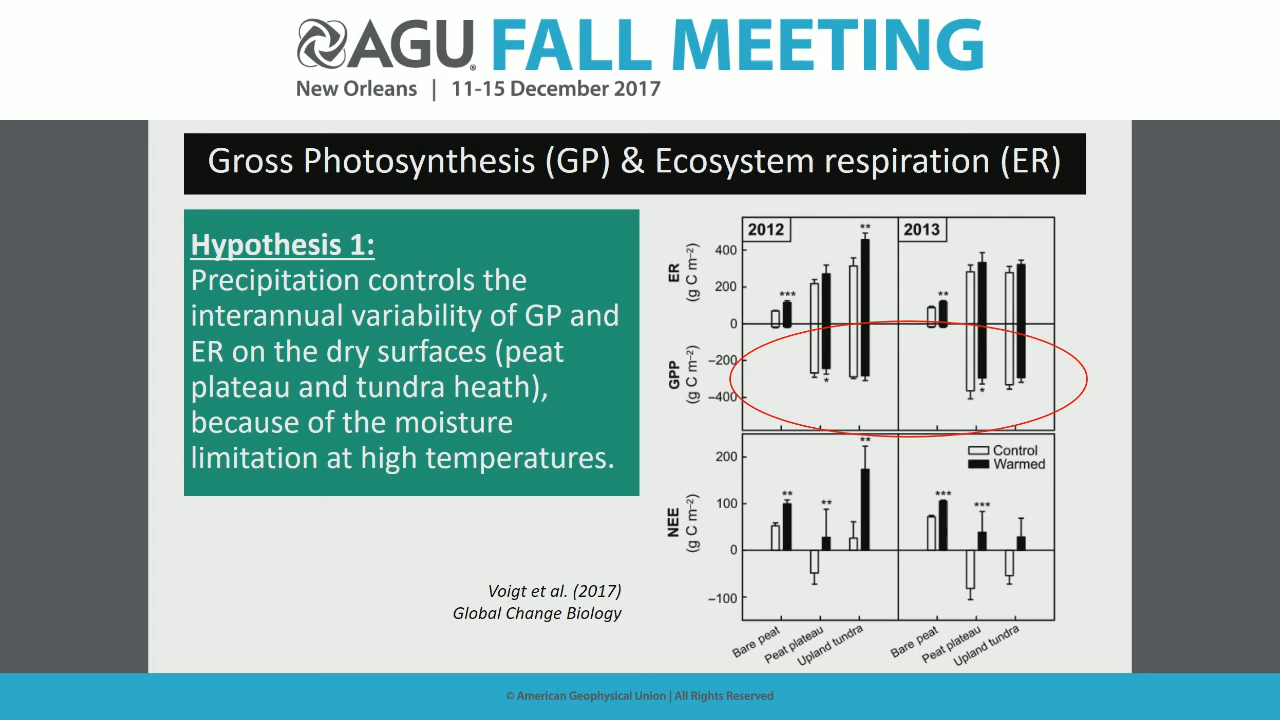 AGU FALL MEETING
New Orleans | 11-15 December 2017
Gross Photosynthesis (GP) & Ecosystem respiration (ER)
Hypothesis 1:
Precipitation controls the
interannual variability of GP and
ER on the dry surfaces (peat
plateau and tundra heath),
because of the moisture
limitation at high temperatures.
Voigt et al. (2017)
Global Change Biology
2012
2013
ER
(g C m⁻²)
400
200
0
GPP
(g C m⁻²)
−200
−400
** 
***
**
*
*
NEE
(g C m⁻²)
200
100
0
−100
Control
Warmed
**
**
**
***
***
Bare peat
Peat plateau
Upland tundra
Bare peat
Peat plateau
Upland tundra
© American Geophysical Union | All Rights Reserved